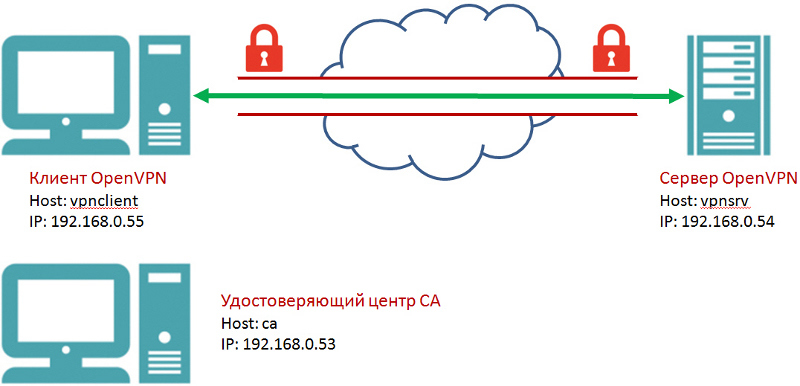 Клиент OpenVPN
Host: vpnclient
IP: 192.168.0.55
Сервер OpenVPN
Host: vpnsrv
IP: 192.168.0.54
Удостоверяющий центр CA
Host: ca
IP: 192.168.0.53